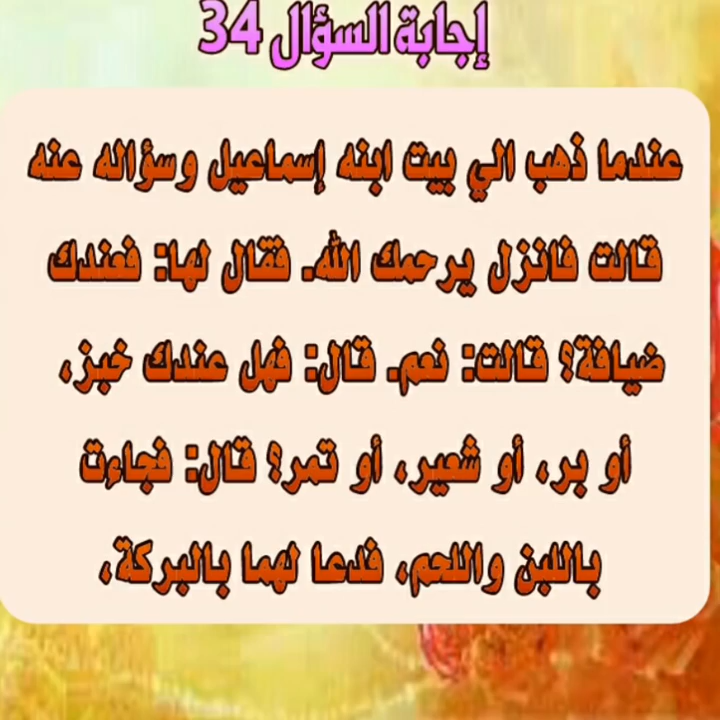 إجابة السؤال 34
عندما ذهب الي بيت ابنه إسماعيل وسؤاله عنه
قالت فانزل يرحمك الله. فقال لها: فعندك
ضيافة؟ قالت: نعم. قال: فهل عندك خبز،
أو بر، أو شعير، أو تمر؟ قال: فجاءت
باللبن واللحم، فدعا لهما بالبركة،